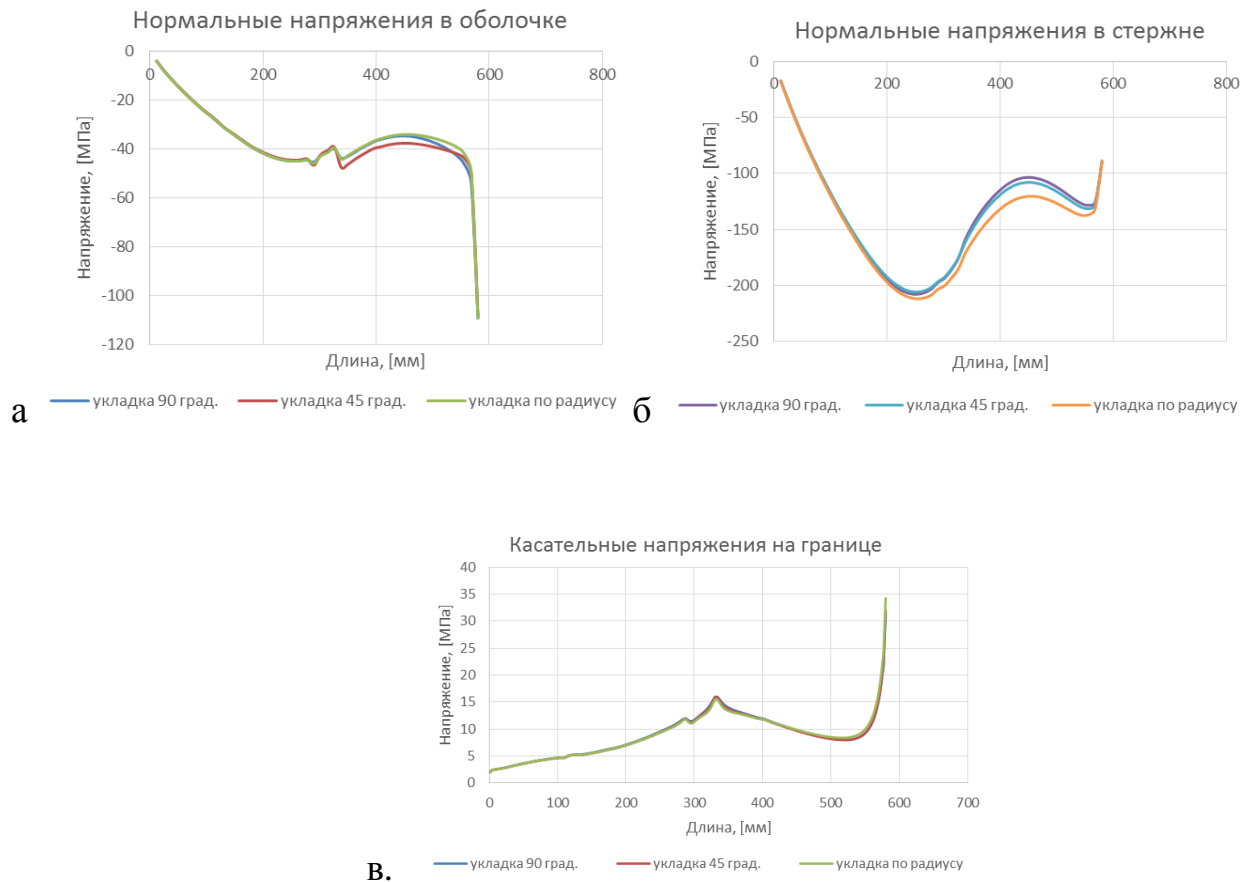 Нормальные напряжения в оболочке
0
0 200 400 600 800
-20
-40
-60
-80
-100
-120
Напряжение, [МПа]
Длина, [мм]
а укладка 90 град. укладка 45 град. укладка по радиусу
Нормальные напряжения в стержне
0
0 200 400 600 800
-50
-100
-150
-200
-250
Напряжение, [МПа]
Длина, [мм]
б укладка 90 град. укладка 45 град. укладка по радиусу
Касательные напряжения на границе
40
35
30
25
20
15
10
5
0
0 100 200 300 400 500 600 700
Напряжение, [МПа]
Длина, [мм]
в. укладка 90 град. укладка 45 град. укладка по радиусу